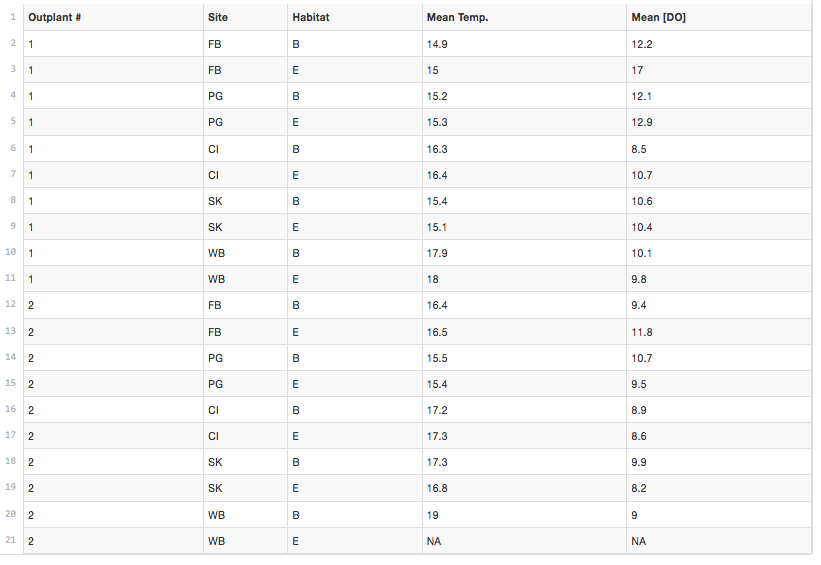 1 Outplant # Site Habitat Mean Temp. Mean [DO]
2 1 FB B 14.9 12.2
3 1 FB E 15 17
4 1 PG B 15.2 12.1
5 1 PG E 15.3 12.9
6 1 CI B 16.3 8.5
7 1 CI E 16.4 10.7
8 1 SK B 15.4 10.6
9 1 SK E 15.1 10.4
10 1 WB B 17.9 10.1
11 1 WB E 18 9.8
12 2 FB B 16.4 9.4
13 2 FB E 16.5 11.8
14 2 PG B 15.5 10.7
15 2 PG E 15.4 9.5
16 2 CI B 17.2 8.9
17 2 CI E 17.3 8.6
18 2 SK B 17.3 9.9
19 2 SK E 16.8 8.2
20 2 WB B 19 9
21 2 WB E NA NA